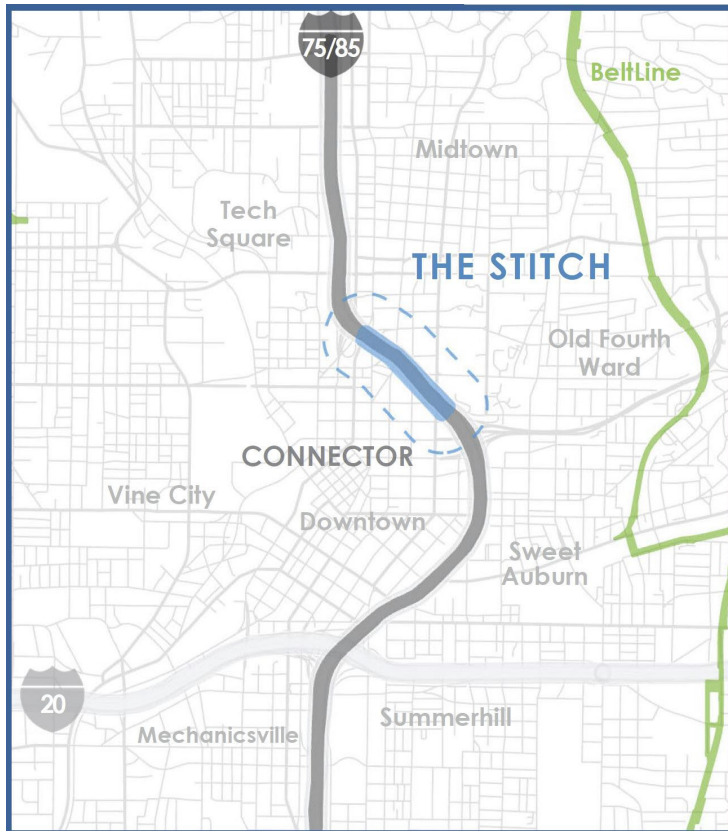 75/85
BeltLine
Midtown
Tech
Square
THE STITCH
Old Fourth
Ward
CONNECTOR
Vine City
Downtown
Sweet
Auburn
20
Summerhill
Mechanicsville